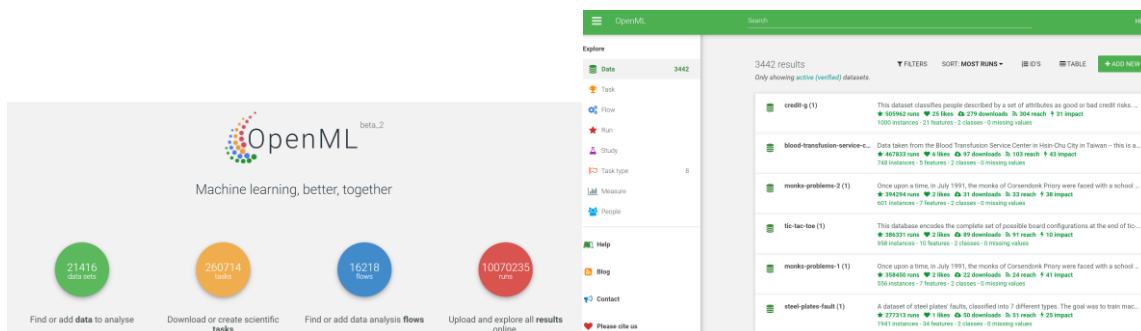 OpenML beta_2
Machine learning, better, together
21416
data sets
260714
tasks
16218
flows
10070235
runs
Find or add data to analyse
Download or create scientific
tasks
Find or add data analysis flows
Upload and explore all results
online
OpenML
Search
Explore
Data 3442
Task
Flow
Run
Study
Task type 8
Measure
People
Help
Blog
Contact
Please cite us
3442 results
Only showing active (verified) datasets.
FILTERS SORT: MOST RUNS ID'S TABLE + ADD NEW
credit-g (1)
This dataset classifies people described by a set of attributes as good or bad credit risks. ...
505962 runs 25 likes 279 downloads 304 reach 31 impact
1000 instances - 21 features - 2 classes - 0 missing values
blood-transfusion-service-c...
Data taken from the Blood Transfusion Service Center in Hsin-Chu City in Taiwan -- this is a...
467833 runs 6 likes 97 downloads 103 reach 43 impact
748 instances - 5 features - 2 classes - 0 missing values
monks-problems-2 (1)
Once upon a time, in July 1991, the monks of Corsendonk Priory were faced with a school ...
394294 runs 2 likes 31 downloads 33 reach 38 impact
601 instances - 7 features - 2 classes - 0 missing values
tic-tac-toe (1)
This database encodes the complete set of possible board configurations at the end of tic-...
386331 runs 2 likes 89 downloads 91 reach 10 impact
958 instances - 10 features - 2 classes - 0 missing values
monks-problems-1 (1)
Once upon a time, in July 1991, the monks of Corsendonk Priory were faced with a school ...
358450 runs 2 likes 22 downloads 24 reach 41 impact
556 instances - 7 features - 2 classes - 0 missing values
steel-plates-fault (1)
A dataset of steel plates' faults, classified into 7 different types. The goal was to train mac...
277313 runs 1 likes 50 downloads 51 reach 25 impact
1941 instances - 34 features - 2 classes - 0 missing values